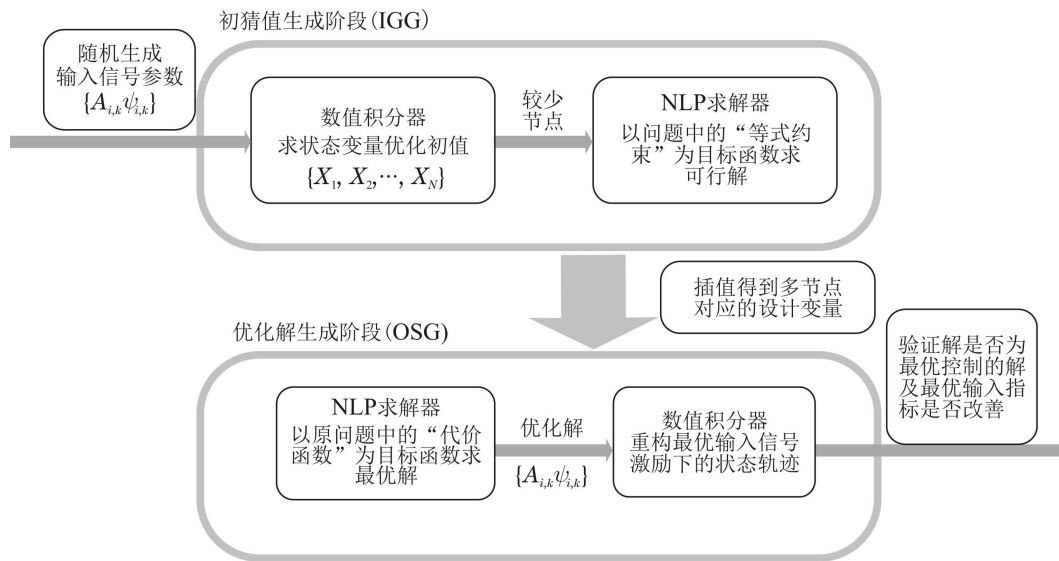 初猜值生成阶段(IGG)
随机生成
输入信号参数
{A_{i,k}ψ_{i,k}}
数值积分器
求状态变量优化初值
{X_1, X_2,⋯, X_N}
较少
节点
NLP求解器
以问题中的“等式约
束”为目标函数求
可行解
插值得到多节点
对应的设计变量
优化解生成阶段(OSG)
NLP求解器
以原问题中的“代价
函数”为目标函数求
最优解
优化解
{A_{i,k}ψ_{i,k}}
数值积分器
重构最优输入信号
激励下的状态轨迹
验证解是否为
最优控制的解
及最优输入指
标是否改善